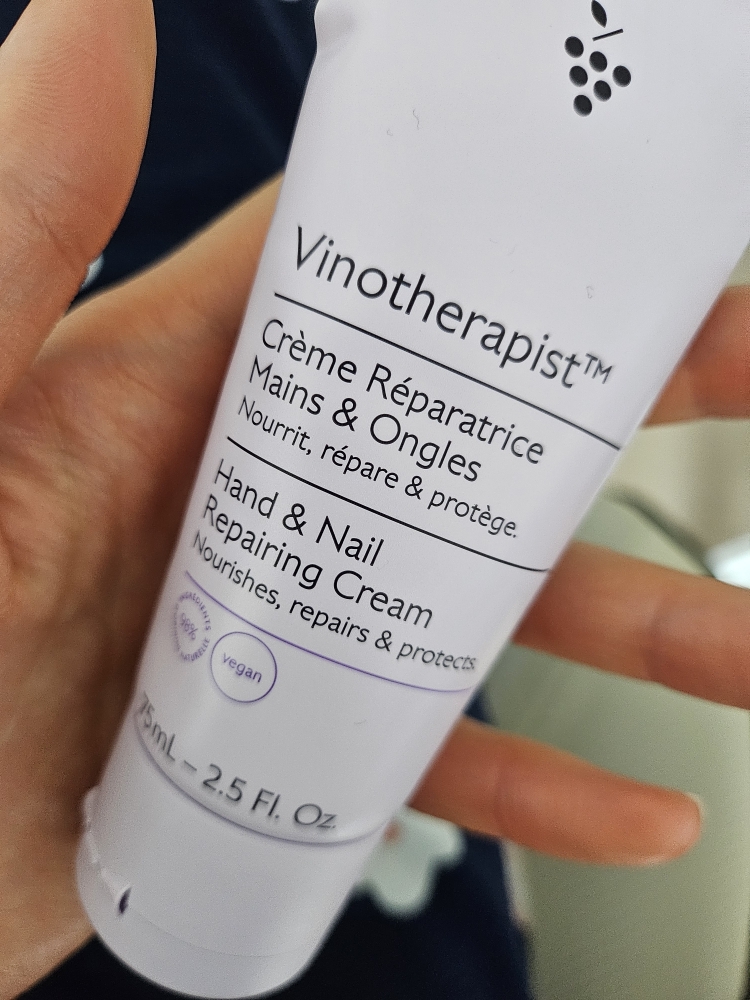 Vinotherapist™
Crème Réparatrice
Mains & Ongles
Nourrit, répare & protège.
Hand & Nail
Repairing Cream
Nourishes, repairs & protects.
vegan
75mL – 2.5 Fl. Oz.